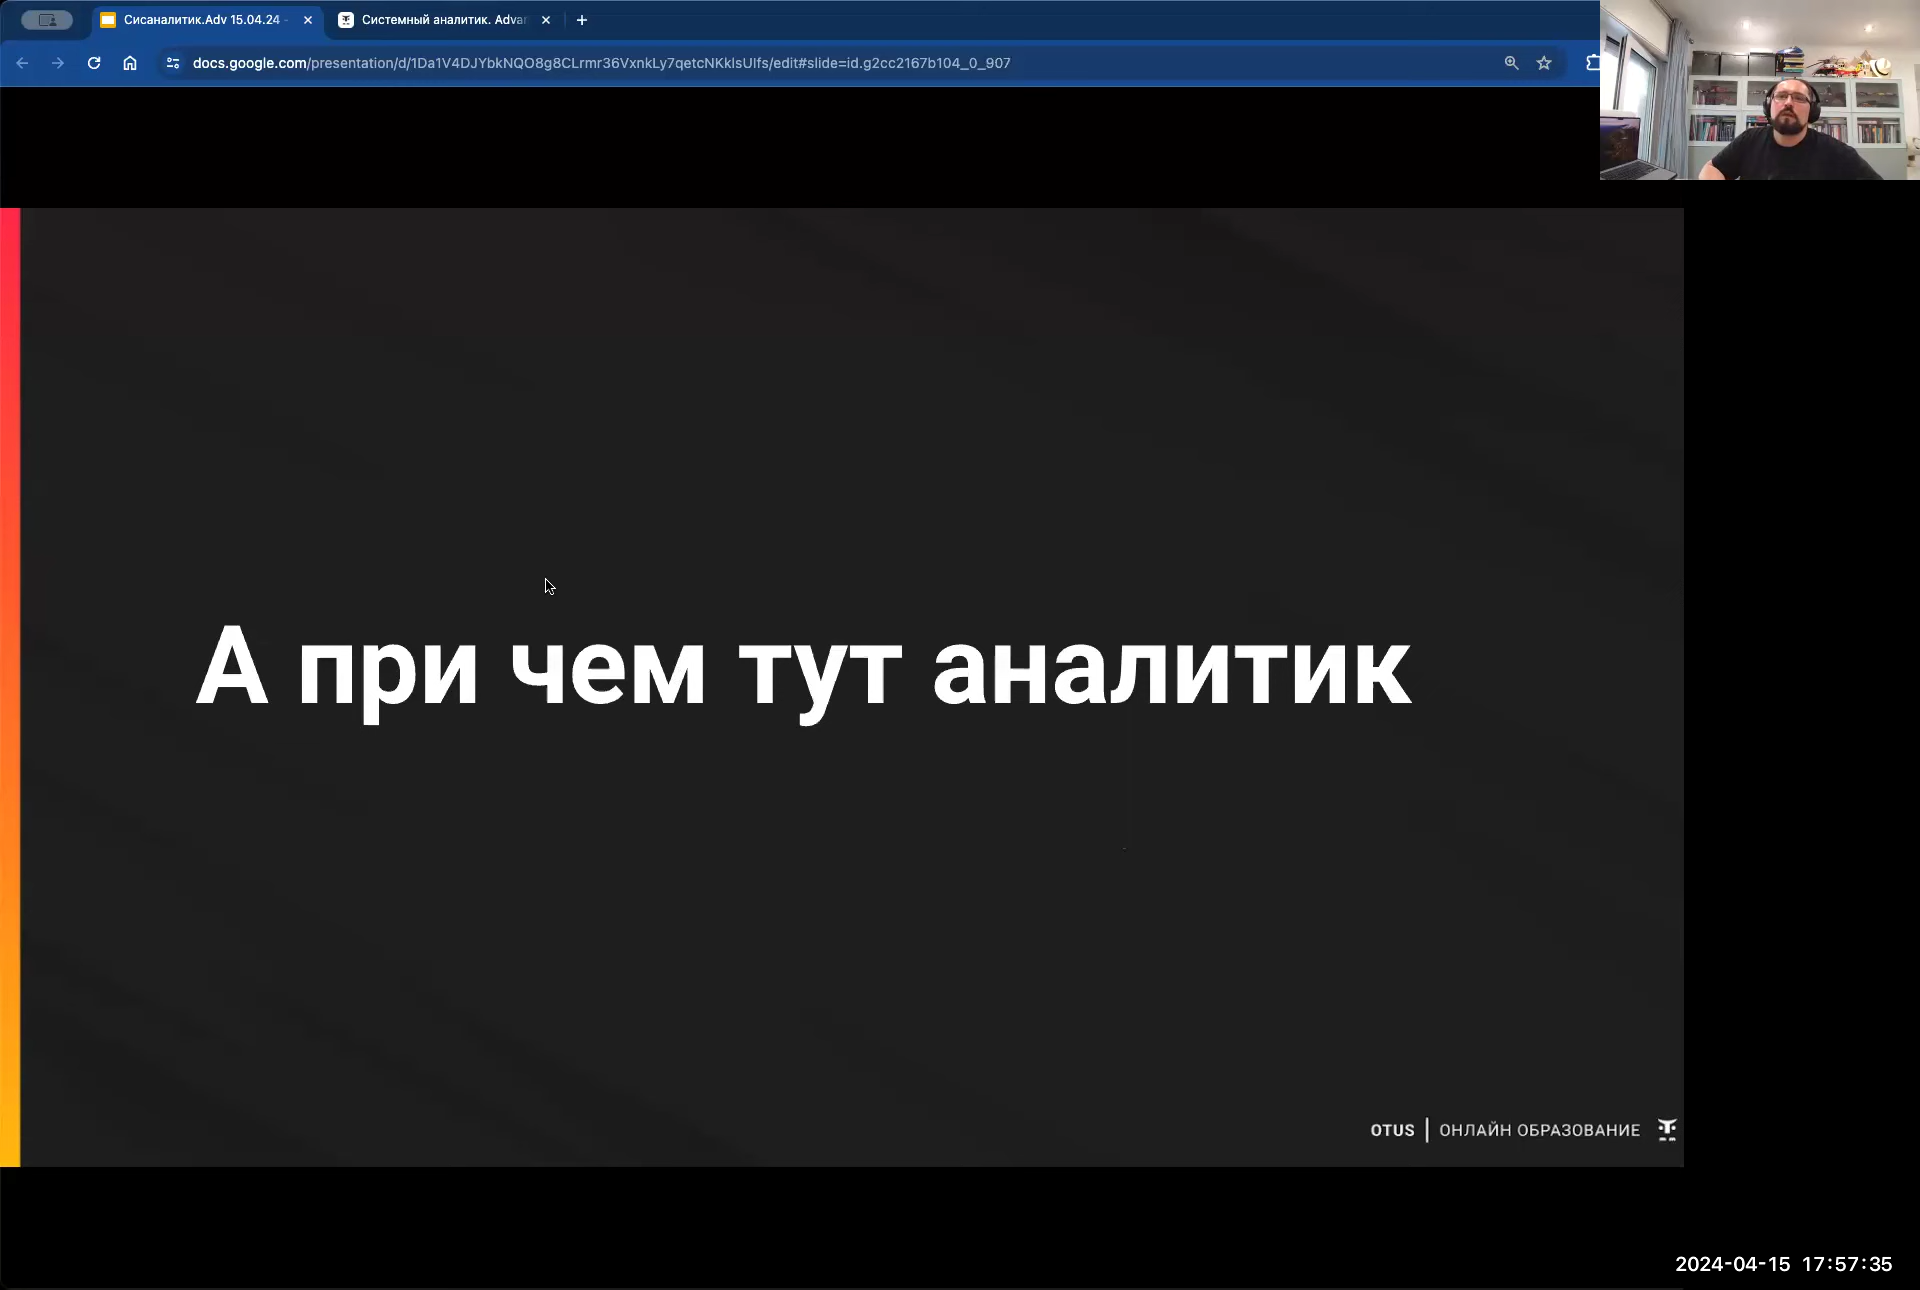 Сисаналитик.Adv 15.04.24 -
Системный аналитик. Advan
docs.google.com/presentation/d/1Da1V4DJYbkNQO8g8CLrmr36VxnkLy7qetcNKklsUlfs/edit#slide=id.g2cc2167b104_0_907
А при чем тут аналитик
OTUS | ОНЛАЙН ОБРАЗОВАНИЕ
2024-04-15 17:57:35